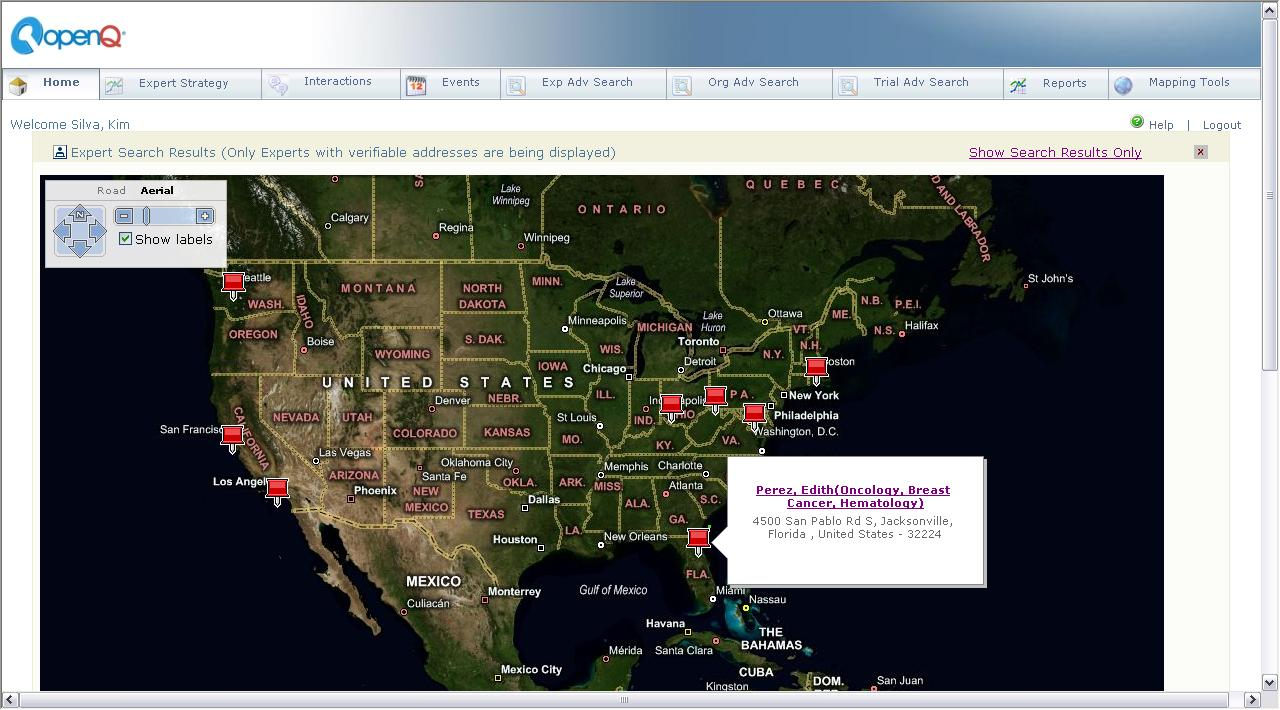 openQ
Home
Expert Strategy
Interactions
12
Events
Exp Adv Search
Org Adv Search
Trial Adv Search
Reports
Mapping Tools
Welcome Silva, Kim
? Help | Logout
Expert Search Results (Only Experts with verifiable addresses are being displayed)
Show Search Results Only
x
Road Aerial
N
Show labels
Lake
Winnipeg
ONTARIO
QUEBEC
D AND LABRADOR
Calgary
Regina
Winnipeg
St John's
eattle
WASH.
MONTANA
NORTH
DAKOTA
MINN.
Lake
Superior
N.B.
P.E.I.
ME.
IDAHO
OREGON
Boise
Minneapolis
MICHIGAN
Lake
Huron
Ottawa
VT.
N.S.
Halifax
S. DAK.
WIS.
Toronto
N.H.
WYOMING
IOWA
Chicago
Detroit
N.Y.
oston
UNITED STATES
NEBR.
ILL.
PA.
New York
Denver
NEVADA
UTAH
St Louis
IND.
Philadelphia
San Francisc
CALIFORNIA
COLORADO
KANSAS
MO.
KY.
VA.
Washington, D.C.
Las Vegas
Oklahoma City
Memphis
Charlotte
Los Angel
ARIZONA
Santa Fe
OKLA.
ARK.
MISS.
Atlanta
Phoenix
NEW
MEXICO
Dallas
ALA.
S.C.
TEXAS
GA.
LA.
Houston
New Orleans
Perez, Edith(Oncology, Breast
Cancer, Hematology)
4500 San Pablo Rd S, Jacksonville,
Florida , United States - 32224
FLA.
MEXICO
Monterrey
Gulf of Mexico
Miami
Nassau
Culiacán
Havana
THE
BAHAMAS
Mérida
Santa Clara
Mexico City
CUBA
Kingston
DOM.
San Juan